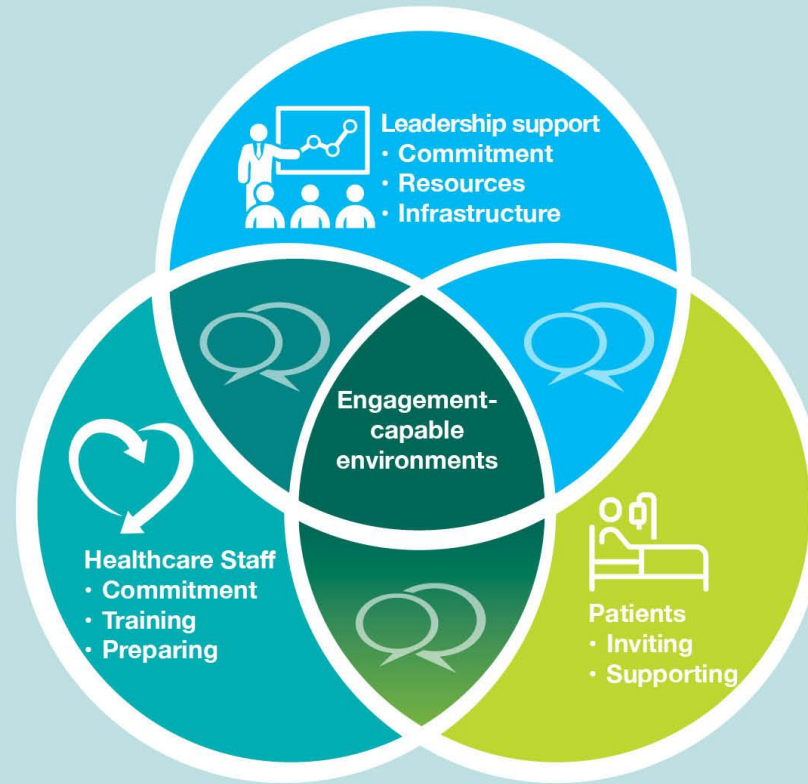 Leadership support
· Commitment
· Resources
· Infrastructure
Engagement-
capable
environments
Healthcare Staff
· Commitment
· Training
· Preparing
Patients
· Inviting
· Supporting